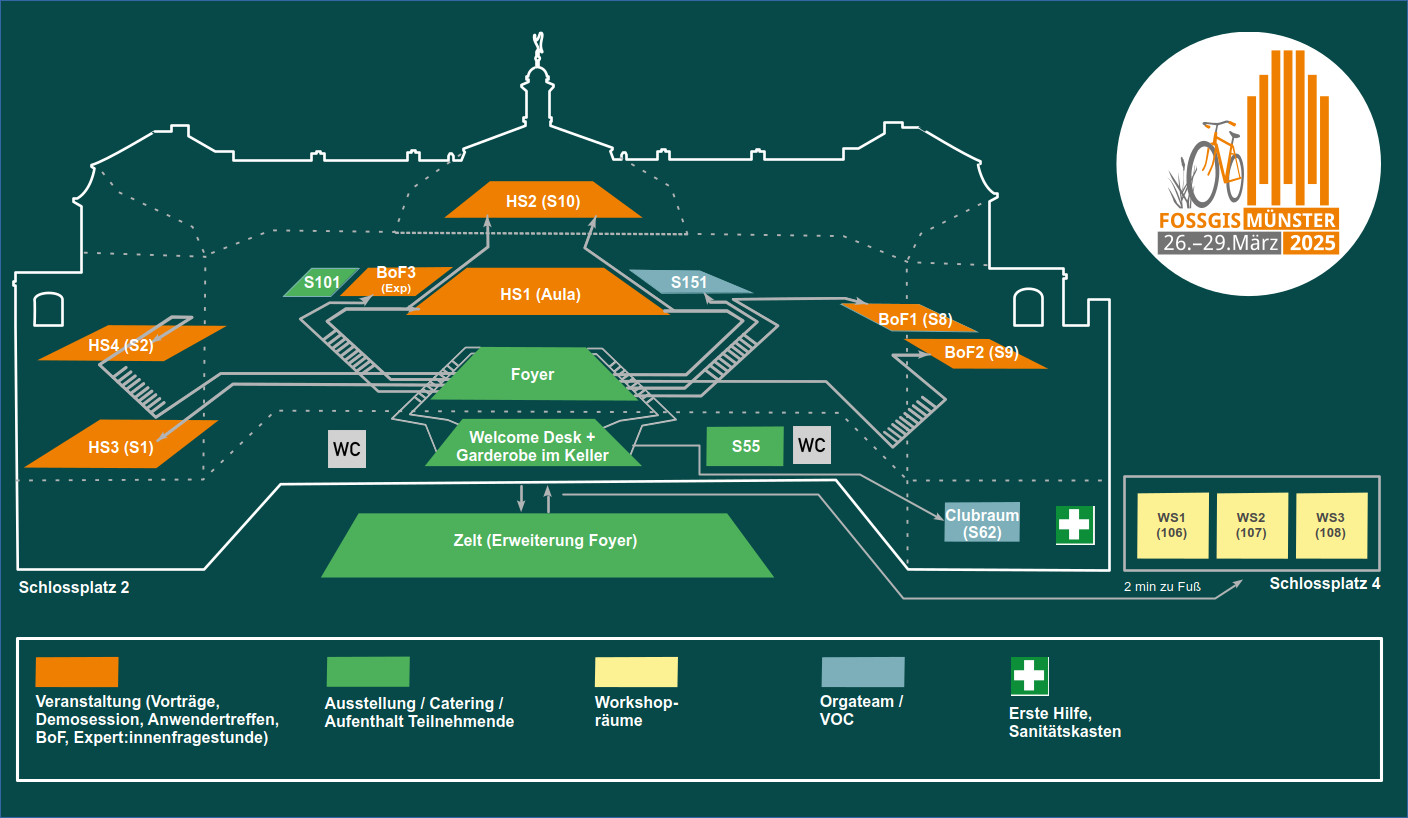 FOSSGIS MÜNSTER
26.–29.März 2025
HS2 (S10)
S101
BoF3
(Exp)
HS1 (Aula)
S151
BoF1 (S8)
BoF2 (S9)
HS4 (S2)
Foyer
HS3 (S1)
WC
Welcome Desk +
Garderobe im Keller
S55
WC
Clubraum
(S62)
WS1
(106)
WS2
(107)
WS3
(108)
Zelt (Erweiterung Foyer)
Schlossplatz 2
2 min zu Fuß
Schlossplatz 4
Veranstaltung (Vorträge,
Demosession, Anwendertreffen,
BoF, Expert:innenfragestunde)
Ausstellung / Catering /
Aufenthalt Teilnehmende
Workshop-
räume
Orgateam /
VOC
Erste Hilfe,
Sanitätskasten